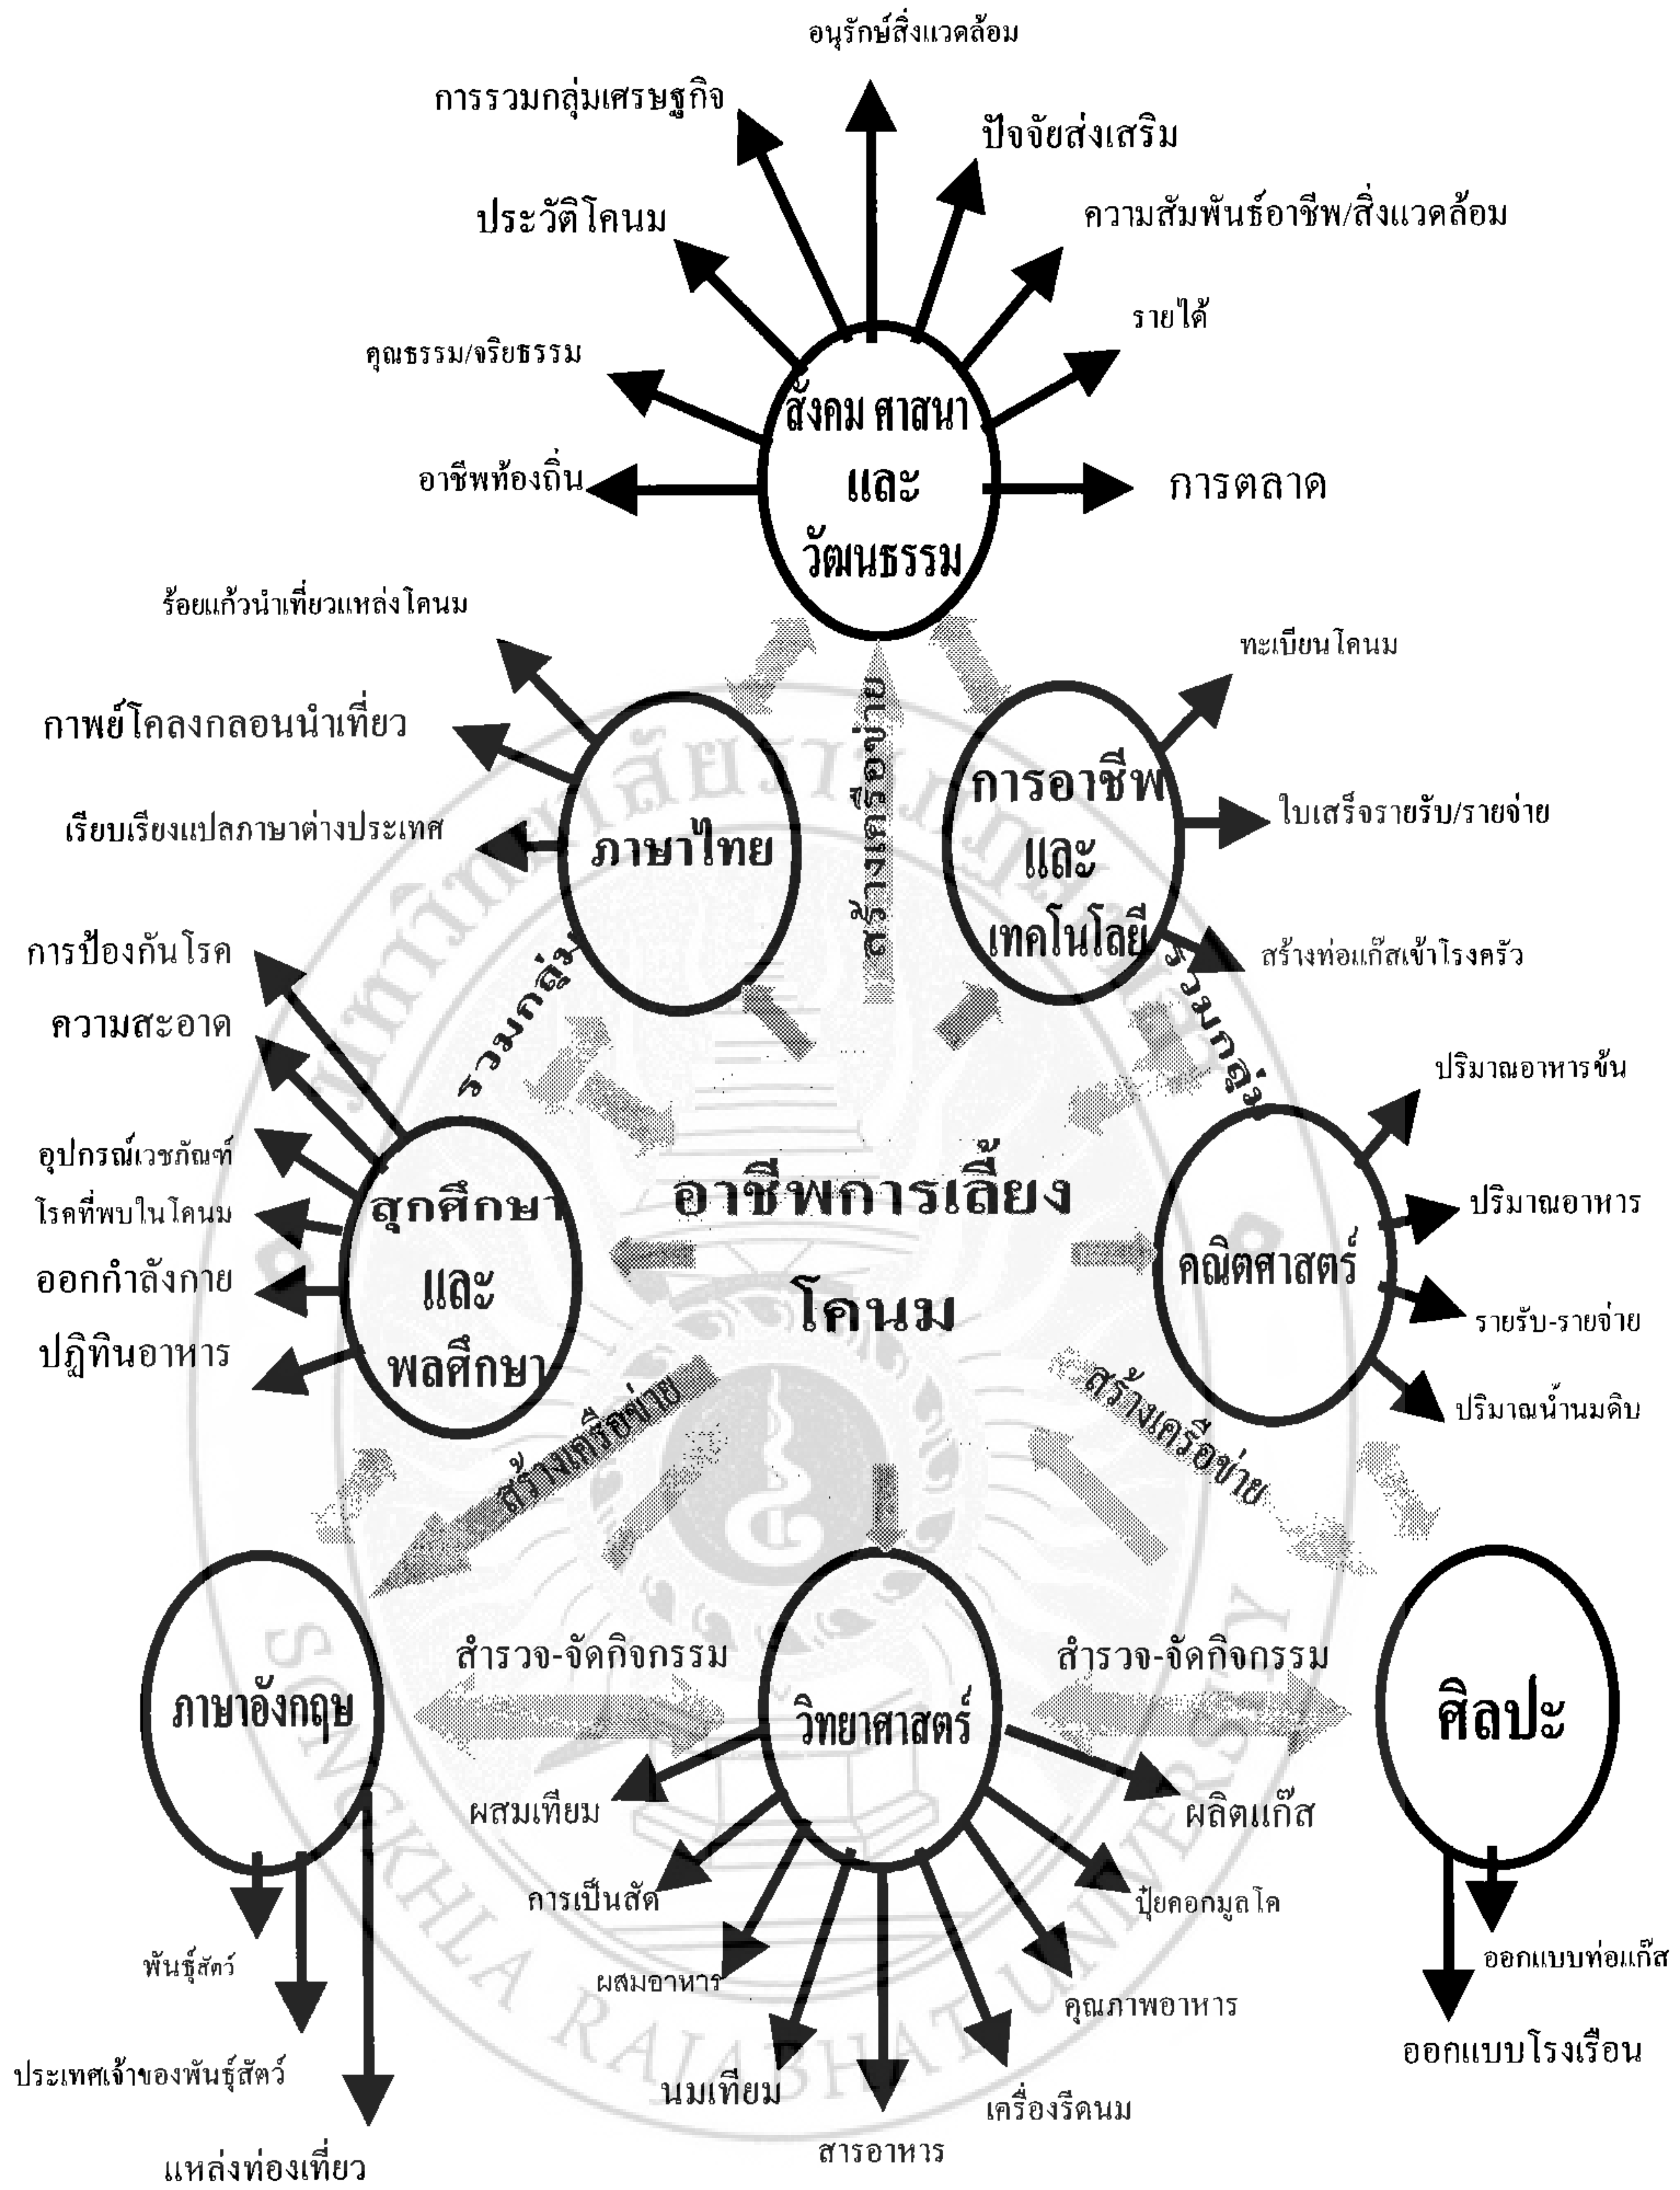 อนุรักษ์สิ่งแวดล้อม
การรวมกลุ่มเศรษฐกิจ
ปัจจัยส่งเสริม
ประวัติโคนม
ความสัมพันธ์อาชีพ/สิ่งแวดล้อม
รายได้
คุณธรรม/จริยธรรม
สังคม ศาสนา
และ
วัฒนธรรม
อาชีพท้องถิ่น
การตลาด
ร้อยแก้วนำเที่ยวแหล่งโคนม
ทะเบียนโคนม
กาพย์โคลงกลอนนำเที่ยว
สร้างเครือข่าย
การอาชีพ
และ
เทคโนโลยี
ใบเสร็จรายรับ/รายจ่าย
เรียบเรียงแปลภาษาต่างประเทศ
ภาษาไทย
สร้างท่อแก๊สเข้าโรงครัว
การป้องกันโรค
รวมกลุ่ม
รวมกลุ่ม
ความสะอาด
ปริมาณอาหารข้น
อุปกรณ์เวชภัณฑ์
โรคที่พบในโคนม
สุกศึกษา
และ
พลศึกษา
อาชีพการเลี้ยง
โคนม
ปริมาณอาหาร
คณิตศาสตร์
ออกกำลังกาย
รายรับ-รายจ่าย
ปฏิทินอาหาร
ปริมาณน้ำนมดิบ
สร้างเครือข่าย
สร้างเครือข่าย
สำรวจ-จัดกิจกรรม
สำรวจ-จัดกิจกรรม
ภาษาอังกฤษ
วิทยาศาสตร์
ศิลปะ
ผสมเทียม
ผลิตแก๊ส
การเป็นสัด
ปุ๋ยคอกมูลโค
พันธุ์สัตว์
ผสมอาหาร
คุณภาพอาหาร
ออกแบบท่อแก๊ส
ประเทศเจ้าของพันธุ์สัตว์
นมเทียม
เครื่องรีดนม
ออกแบบโรงเรือน
สารอาหาร
แหล่งท่องเที่ยว
SONGKHLA RAJABHAT UNIVERSITY